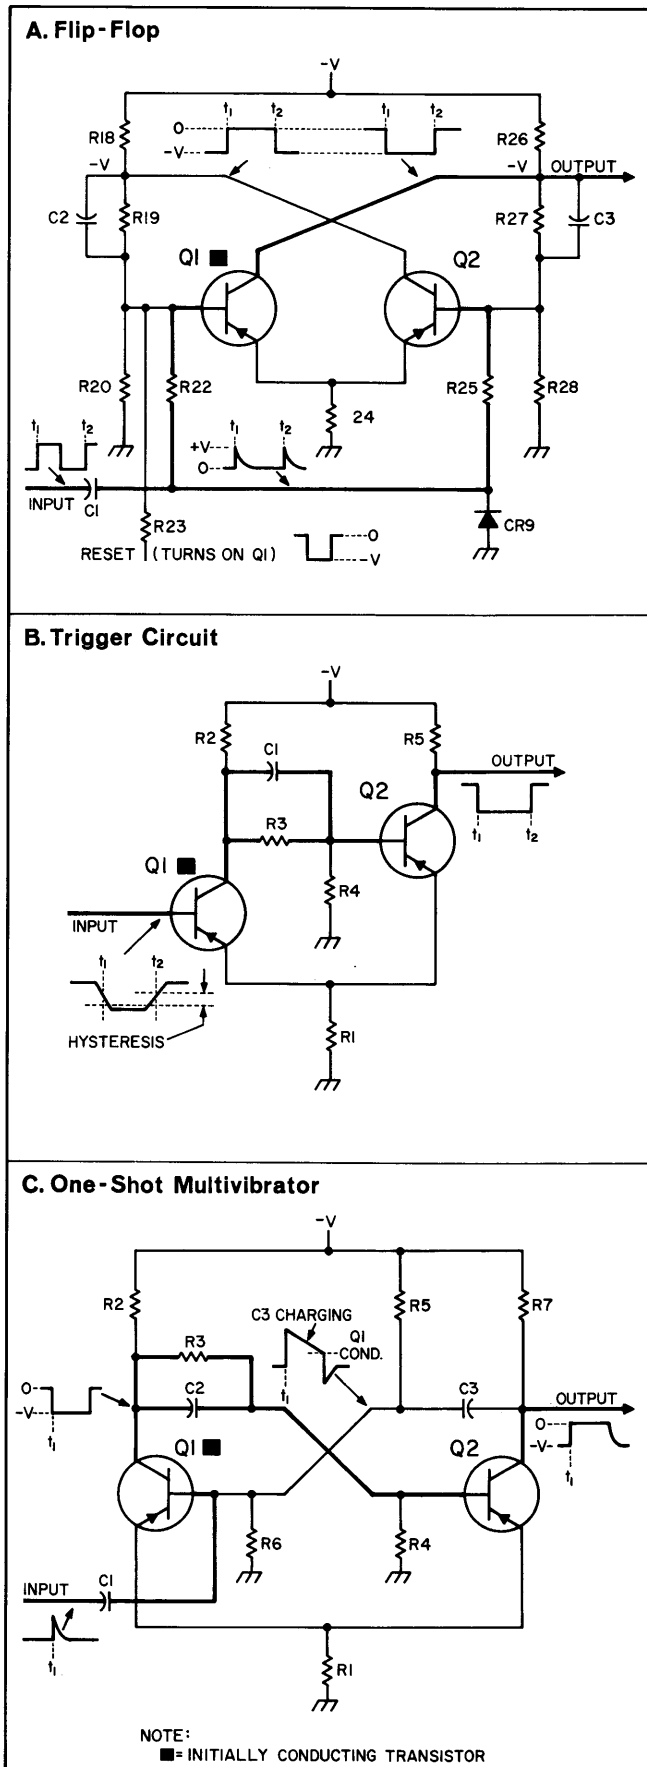 A. Flip-Flop
-V
t1 t2 t1 t2
0
-V
R18
R26
-V
-V
OUTPUT
C2
R19
R27
C3
Q1 ■
Q2
R20
R22
24
R25
R28
t1 t2
+V
0
t1 t2
INPUT
C1
R23
CR9
RESET (TURNS ON Q1)
0
-V
B. Trigger Circuit
-V
R2
C1
R5
OUTPUT
Q2
t1 t2
R3
Q1 ■
R4
INPUT
t1 t2
HYSTERESIS
R1
C. One-Shot Multivibrator
-V
R2
R5
R7
C3 CHARGING
R3
Q1
COND.
t1
0
-V
t1
C2
C3
OUTPUT
0
-V
t1
Q1 ■
Q2
R6
R4
INPUT
C1
t1
R1
NOTE:
■=INITIALLY CONDUCTING TRANSISTOR